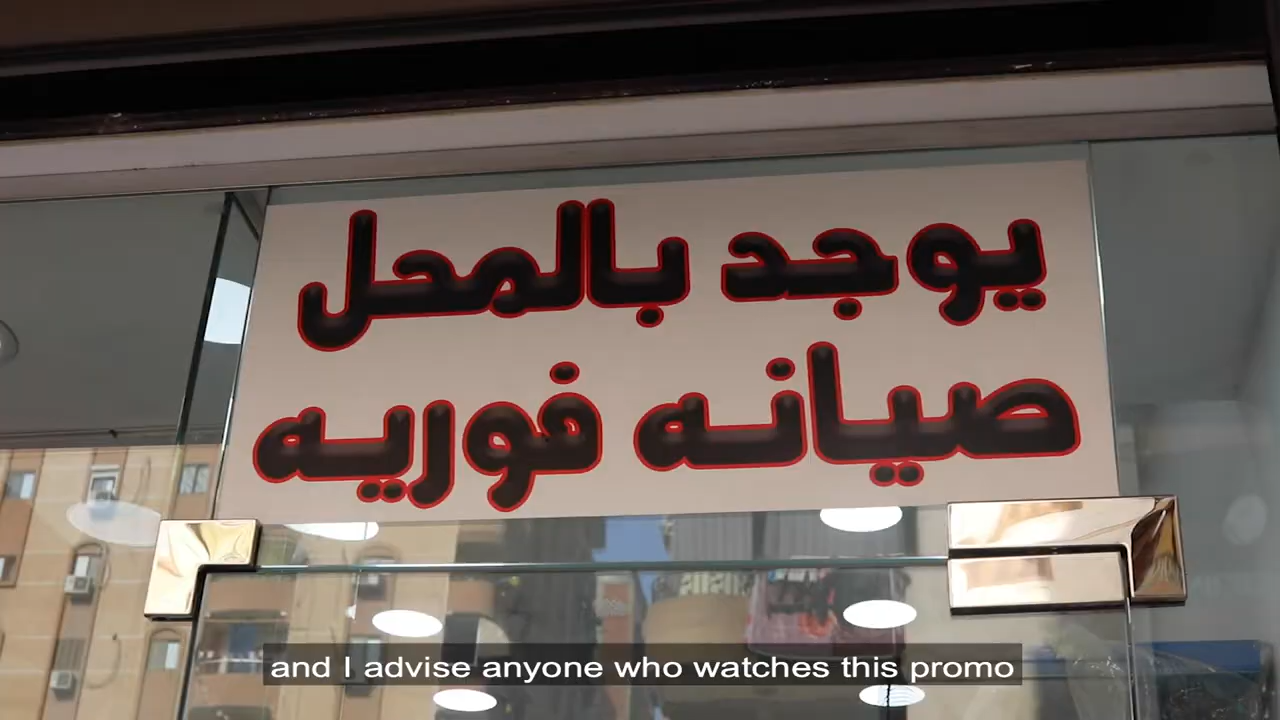 يوجد بالمحل
صيانه فوريه
and I advise anyone who watches this promo